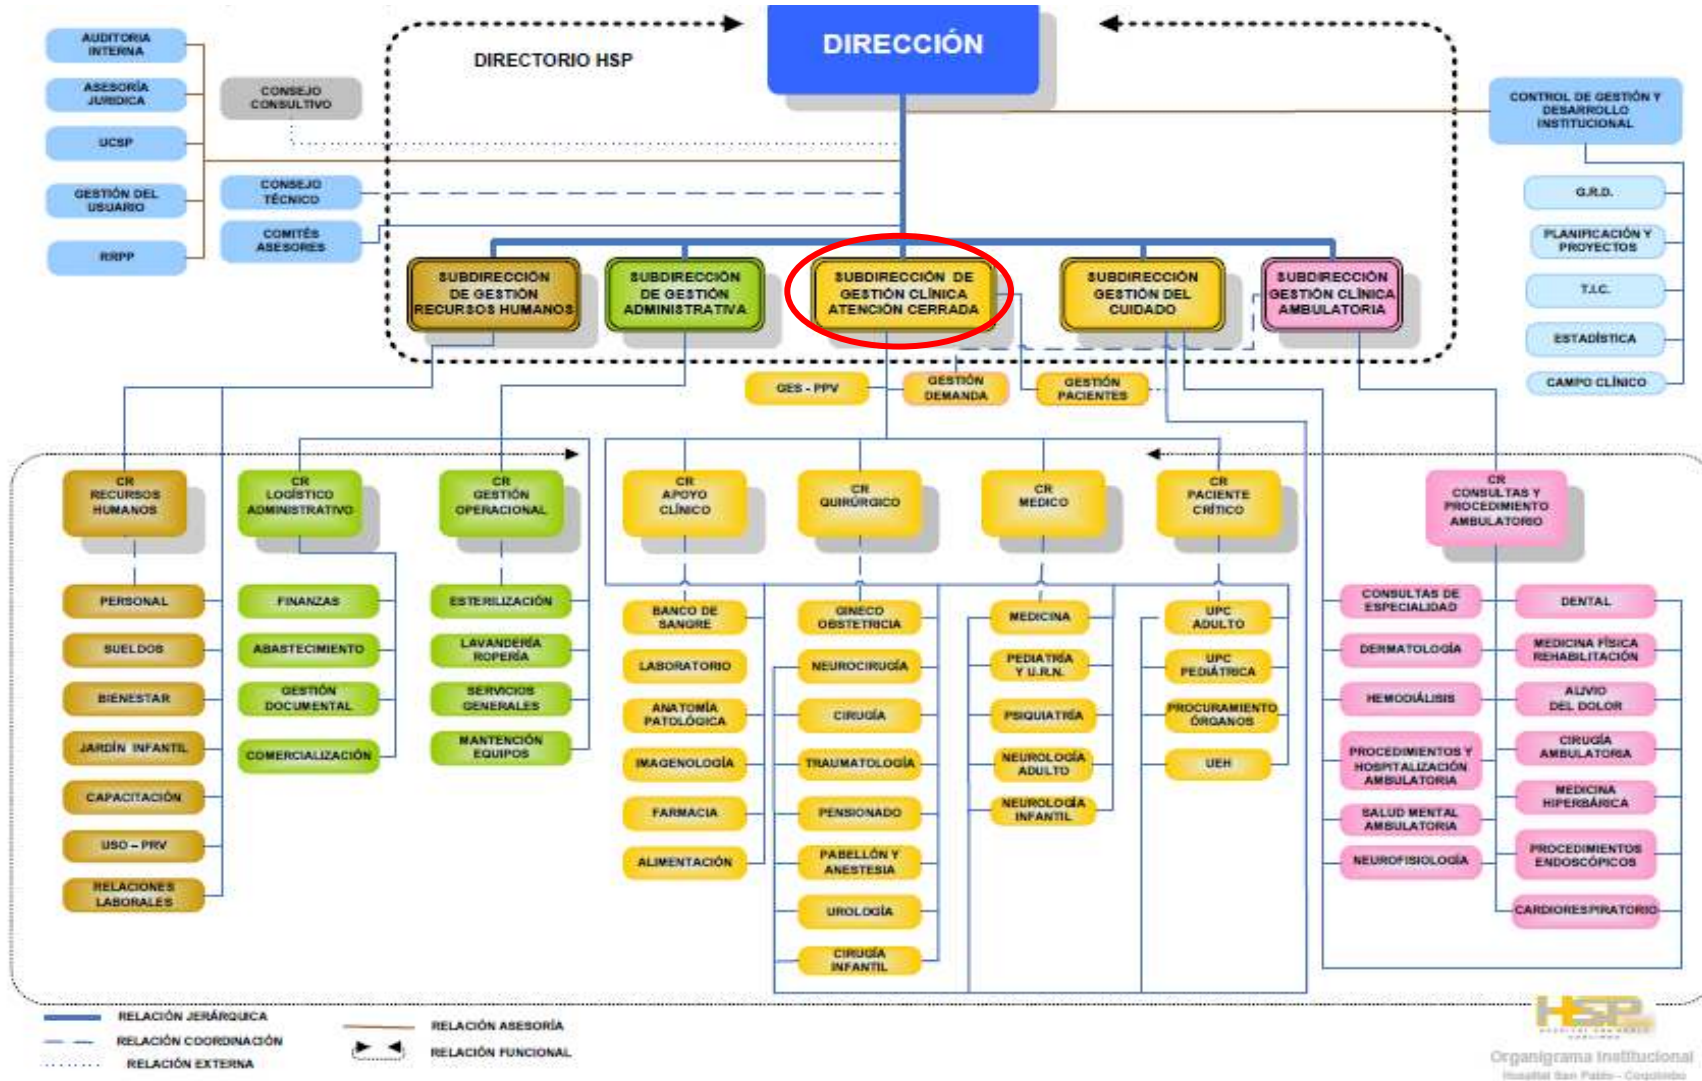 DIRECCIÓN
DIRECTORIO HSP
AUDITORIA
INTERNA
ASESORÍA
JURIDICA
UCSP
GESTIÓN DEL
USUARIO
RRPP
CONSEJO
CONSULTIVO
CONSEJO
TÉCNICO
COMITÉS
ASESORES
CONTROL DE GESTIÓN Y
DESARROLLO
INSTITUCIONAL
G.R.D.
PLANIFICACIÓN Y
PROYECTOS
T.I.C.
ESTADÍSTICA
CAMPO CLÍNICO
SUBDIRECCIÓN
DE GESTIÓN
RECURSOS HUMANOS
SUBDIRECCIÓN
DE GESTIÓN
ADMINISTRATIVA
SUBDIRECCIÓN DE
GESTIÓN CLÍNICA
ATENCIÓN CERRADA
SUBDIRECCIÓN
GESTIÓN DEL
CUIDADO
SUBDIRECCIÓN
GESTIÓN CLÍNICA
AMBULATORIA
GES - PPV
GESTIÓN
DEMANDA
GESTIÓN
PACIENTES
CR
RECURSOS
HUMANOS
CR
LOGÍSTICO
ADMINISTRATIVO
CR
GESTIÓN
OPERACIONAL
CR
APOYO
CLÍNICO
CR
QUIRÚRGICO
CR
MEDICO
CR
PACIENTE
CRÍTICO
CR
CONSULTAS Y
PROCEDIMIENTO
AMBULATORIO
PERSONAL
SUELDOS
BIENESTAR
JARDÍN INFANTIL
CAPACITACIÓN
USO – PRV
RELACIONES
LABORALES
FINANZAS
ABASTECIMIENTO
GESTIÓN
DOCUMENTAL
COMERCIALIZACIÓN
ESTERILIZACIÓN
LAVANDERÍA
ROPERÍA
SERVICIOS
GENERALES
MANTENCIÓN
EQUIPOS
BANCO DE
SANGRE
LABORATORIO
ANATOMÍA
PATOLÓGICA
IMAGENOLOGÍA
FARMACIA
ALIMENTACIÓN
GINECO
OBSTETRICIA
NEUROCIRUGÍA
CIRUGÍA
TRAUMATOLOGÍA
PENSIONADO
PABELLÓN Y
ANESTESIA
UROLOGÍA
CIRUGÍA
INFANTIL
MEDICINA
PEDIATRÍA
Y U.R.N.
PSIQUIATRÍA
NEUROLOGÍA
ADULTO
NEUROLOGÍA
INFANTIL
UPC
ADULTO
UPC
PEDIÁTRICA
PROCURAMIENTO
ÓRGANOS
UEH
CONSULTAS DE
ESPECIALIDAD
DERMATOLOGÍA
HEMODIÁLISIS
PROCEDIMIENTOS Y
HOSPITALIZACIÓN
AMBULATORIA
SALUD MENTAL
AMBULATORIA
NEUROFISIOLOGÍA
DENTAL
MEDICINA FÍSICA
REHABILITACIÓN
ALIVIO
DEL DOLOR
CIRUGÍA
AMBULATORIA
MEDICINA
HIPERBÁRICA
PROCEDIMIENTOS
ENDOSCÓPICOS
CARDIORESPIRATORIO
RELACIÓN JERÁRQUICA
RELACIÓN COORDINACIÓN
RELACIÓN EXTERNA
RELACIÓN ASESORÍA
RELACIÓN FUNCIONAL
HSP
HOSPITAL SAN PABLO
COQUIMBO
Organigrama Institucional
Hospital San Pablo - Coquimbo